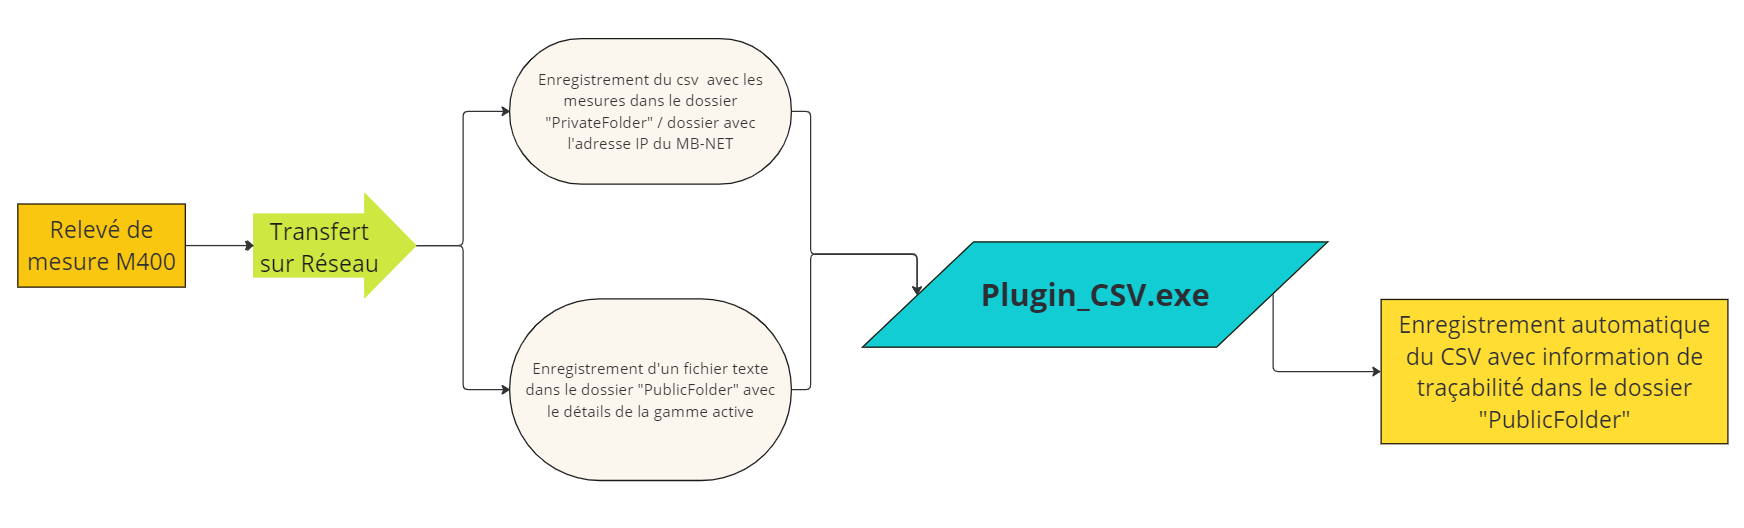 Relevé de
mesure M400
Transfert
sur Réseau
Enregistrement du csv  avec les
mesures dans le dossier
"PrivateFolder" / dossier avec
l'adresse IP du MB-NET
Enregistrement d'un fichier texte
dans le dossier "PublicFolder" avec
le détails de la gamme active
Plugin_CSV.exe
Enregistrement automatique
du CSV avec information de
traçabilité dans le dossier
"PublicFolder"